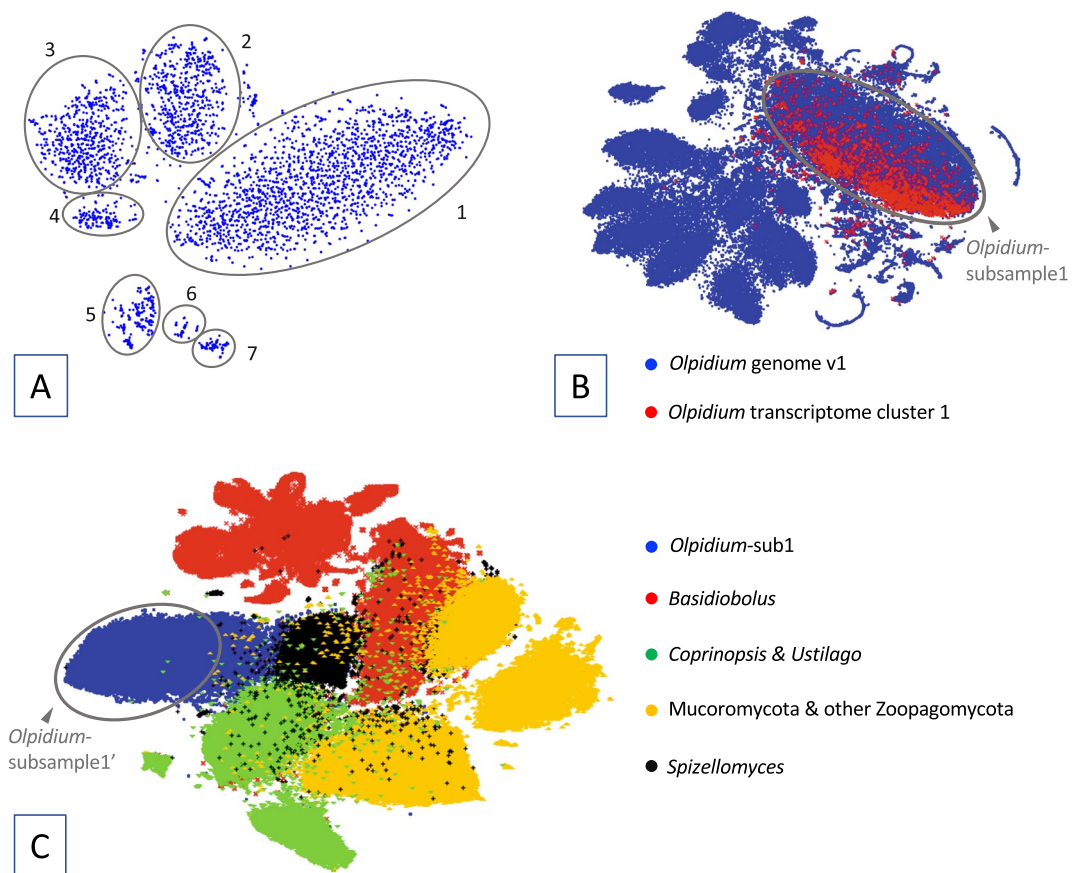 3
2
1
4
5
6
7
A
Olpidium-
subsample1
B
Olpidium genome v1
Olpidium transcriptome cluster 1
Olpidium-sub1
Basidiobolus
Coprinopsis & Ustilago
Mucoromycota & other Zoopagomycota
Spizellomyces
Olpidium-
subsample1’
C